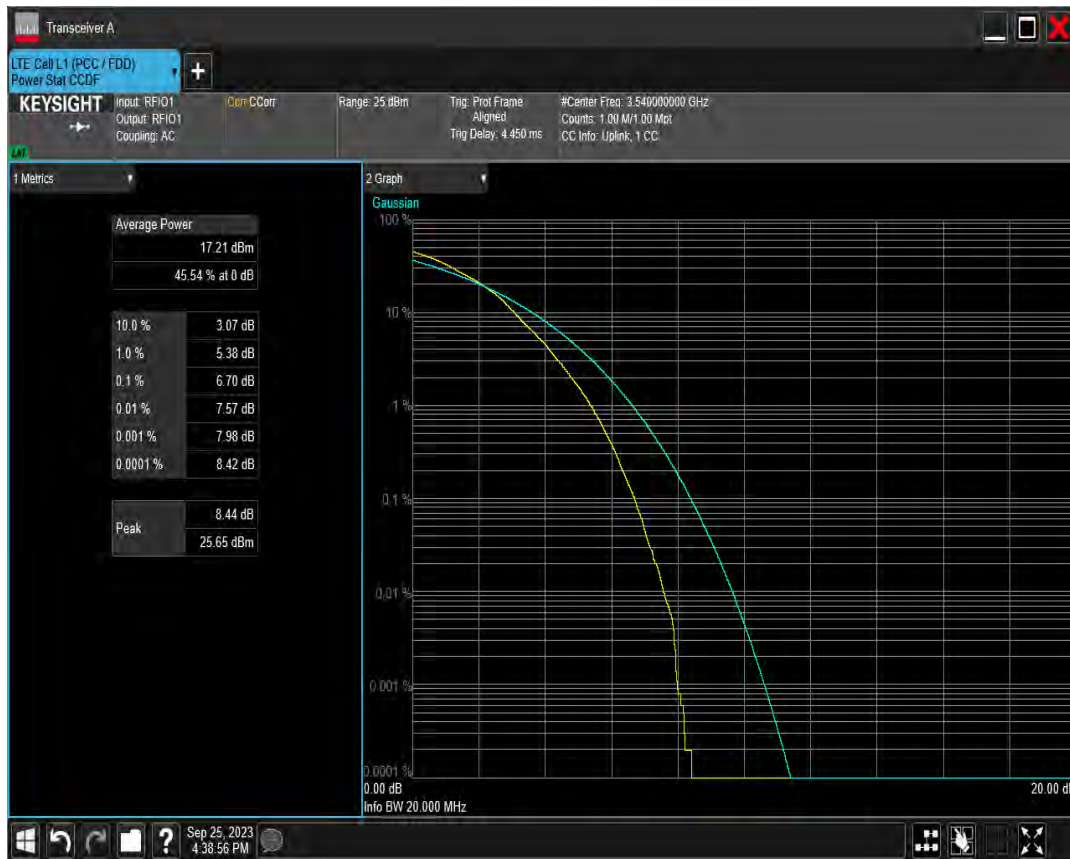 Transceiver A
LTE Cell L1 (PCC / FDD)
Power Stat CCDF
KEYSIGHT
Input: RFIO1
Output: RFIO1
Coupling: AC
Corr CCorr
Range: 25 dBm
Trig: Prot Frame
Aligned
Trig Delay: 4.450 ms
#Center Freq: 3.540000000 GHz
Counts: 1.00 M/1.00 Mpt
CC Info: Uplink, 1 CC
LXI
1 Metrics
Average Power
17.21 dBm
45.54 % at 0 dB
10.0 % 3.07 dB
1.0 % 5.38 dB
0.1 % 6.70 dB
0.01 % 7.57 dB
0.001 % 7.98 dB
0.0001 % 8.42 dB
Peak
8.44 dB
25.65 dBm
2 Graph
Gaussian
100 %
10 %
1 %
0.1 %
0.01 %
0.001 %
0.0001 %
0.00 dB 20.00 d
Info BW 20.000 MHz
Sep 25, 2023
4:38:56 PM